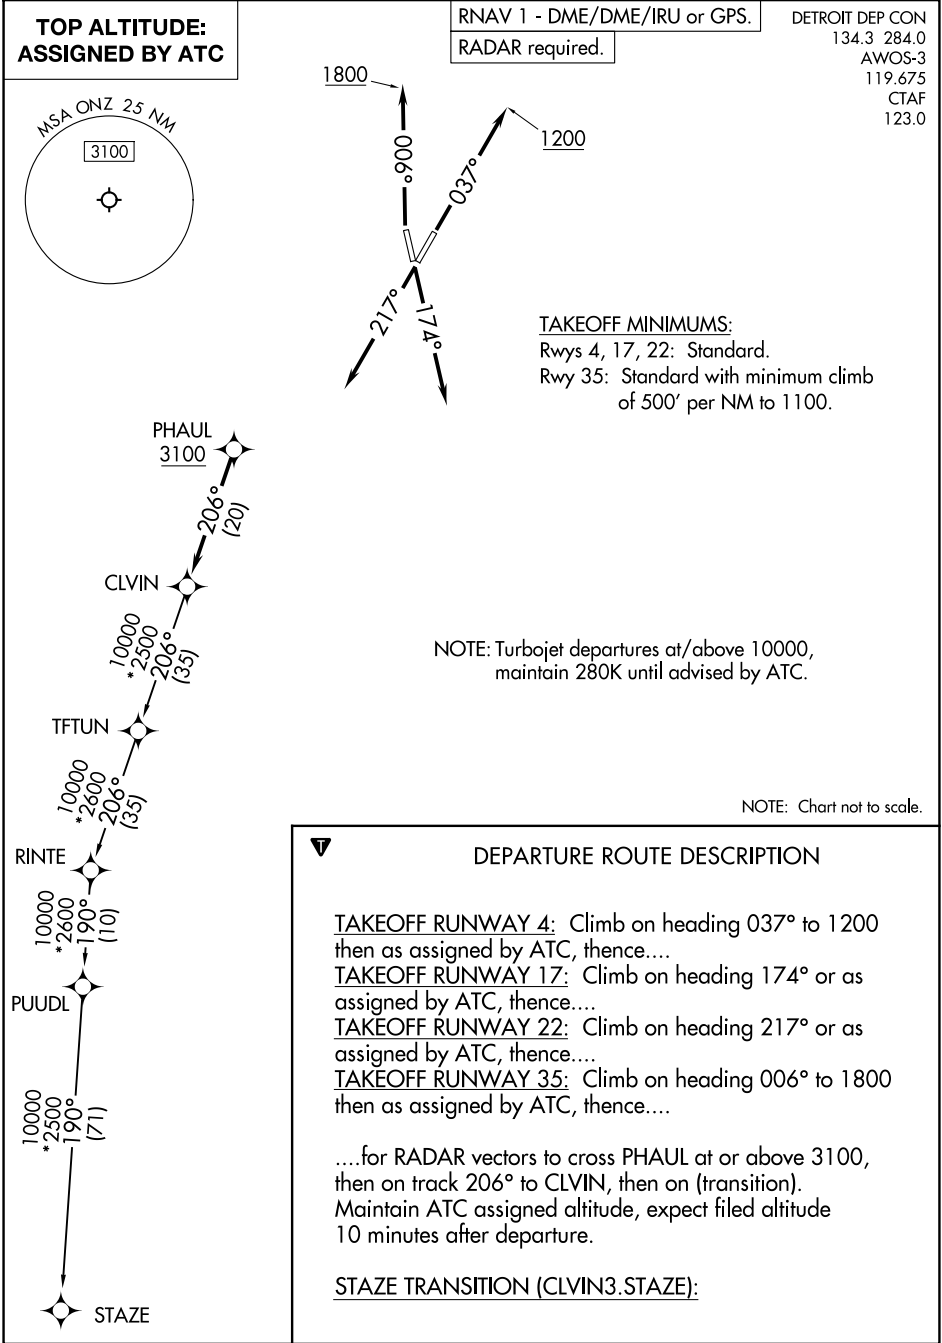 TOP ALTITUDE:
ASSIGNED BY ATC
RNAV 1 - DME/DME/IRU or GPS.
RADAR required.
DETROIT DEP CON
134.3 284.0
AWOS-3
119.675
CTAF
123.0
MSA ONZ 25 NM
3100
1800
1200
006°
037°
217°
174°
TAKEOFF MINIMUMS:
Rwys 4, 17, 22: Standard.
Rwy 35: Standard with minimum climb
of 500' per NM to 1100.
PHAUL
3100
206°
(20)
CLVIN
10000
*2500
206°
(35)
NOTE: Turbojet departures at/above 10000,
maintain 280K until advised by ATC.
TFTUN
10000
*2600
206°
(35)
NOTE: Chart not to scale.
RINTE
10000
*2600
190°
(10)
PUUDL
10000
*2500
190°
(71)
STAZE
T
DEPARTURE ROUTE DESCRIPTION
TAKEOFF RUNWAY 4: Climb on heading 037° to 1200
then as assigned by ATC, thence....
TAKEOFF RUNWAY 17: Climb on heading 174° or as
assigned by ATC, thence....
TAKEOFF RUNWAY 22: Climb on heading 217° or as
assigned by ATC, thence....
TAKEOFF RUNWAY 35: Climb on heading 006° to 1800
then as assigned by ATC, thence....
....for RADAR vectors to cross PHAUL at or above 3100,
then on track 206° to CLVIN, then on (transition).
Maintain ATC assigned altitude, expect filed altitude
10 minutes after departure.
STAZE TRANSITION (CLVIN3.STAZE):